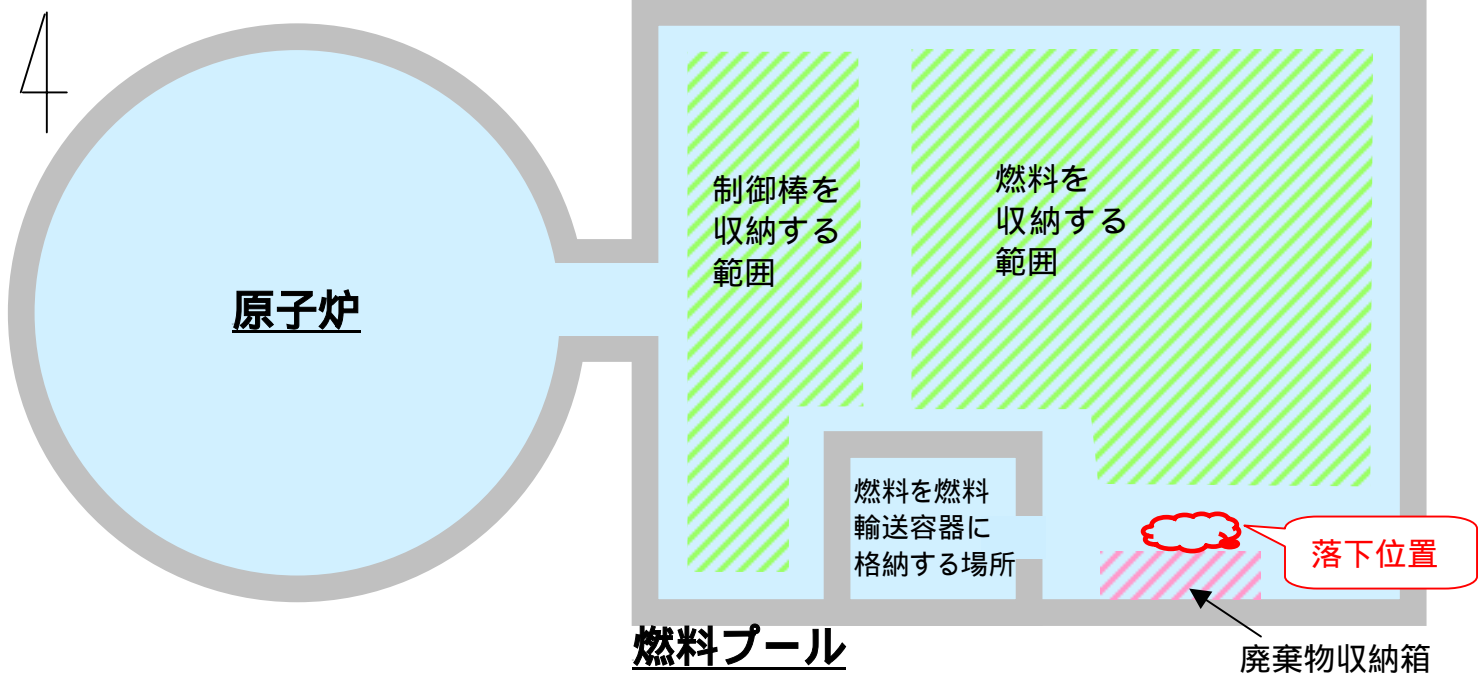 原子炉
制御棒を
収納する
範囲
燃料を
収納する
範囲
燃料を燃料
輸送容器に
格納する場所
落下位置
燃料プール
廃棄物収納箱